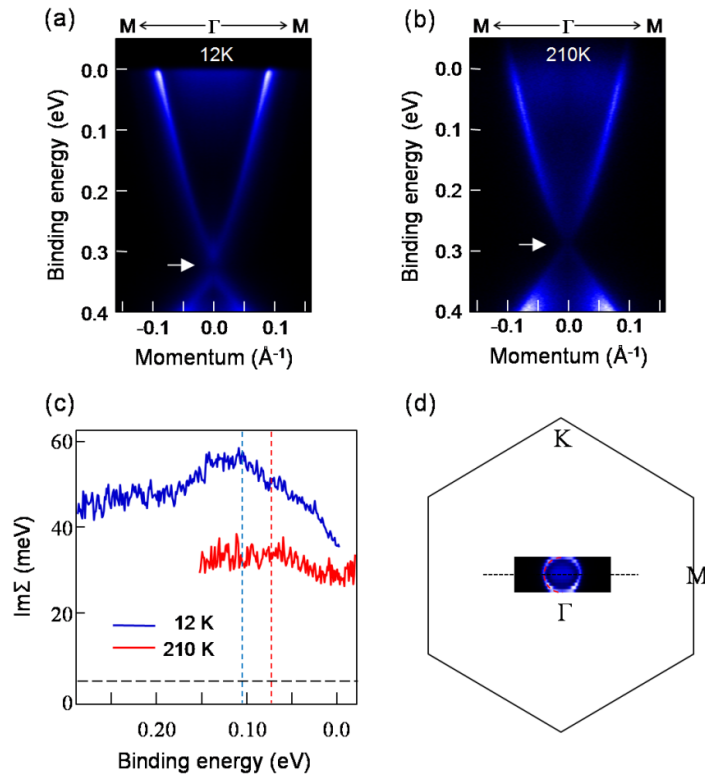 (a)
M Γ M
12K
Binding energy (eV)
0.0
0.1
0.2
0.3
0.4
-0.1 0.0 0.1
Momentum (Å⁻¹)
(b)
M Γ M
210K
Binding energy (eV)
0.0
0.1
0.2
0.3
0.4
-0.1 0.0 0.1
Momentum (Å⁻¹)
(c)
ImΣ (meV)
60
40
20
0
12 K
210 K
0.20 0.10 0.0
Binding energy (eV)
(d)
K
M
Γ